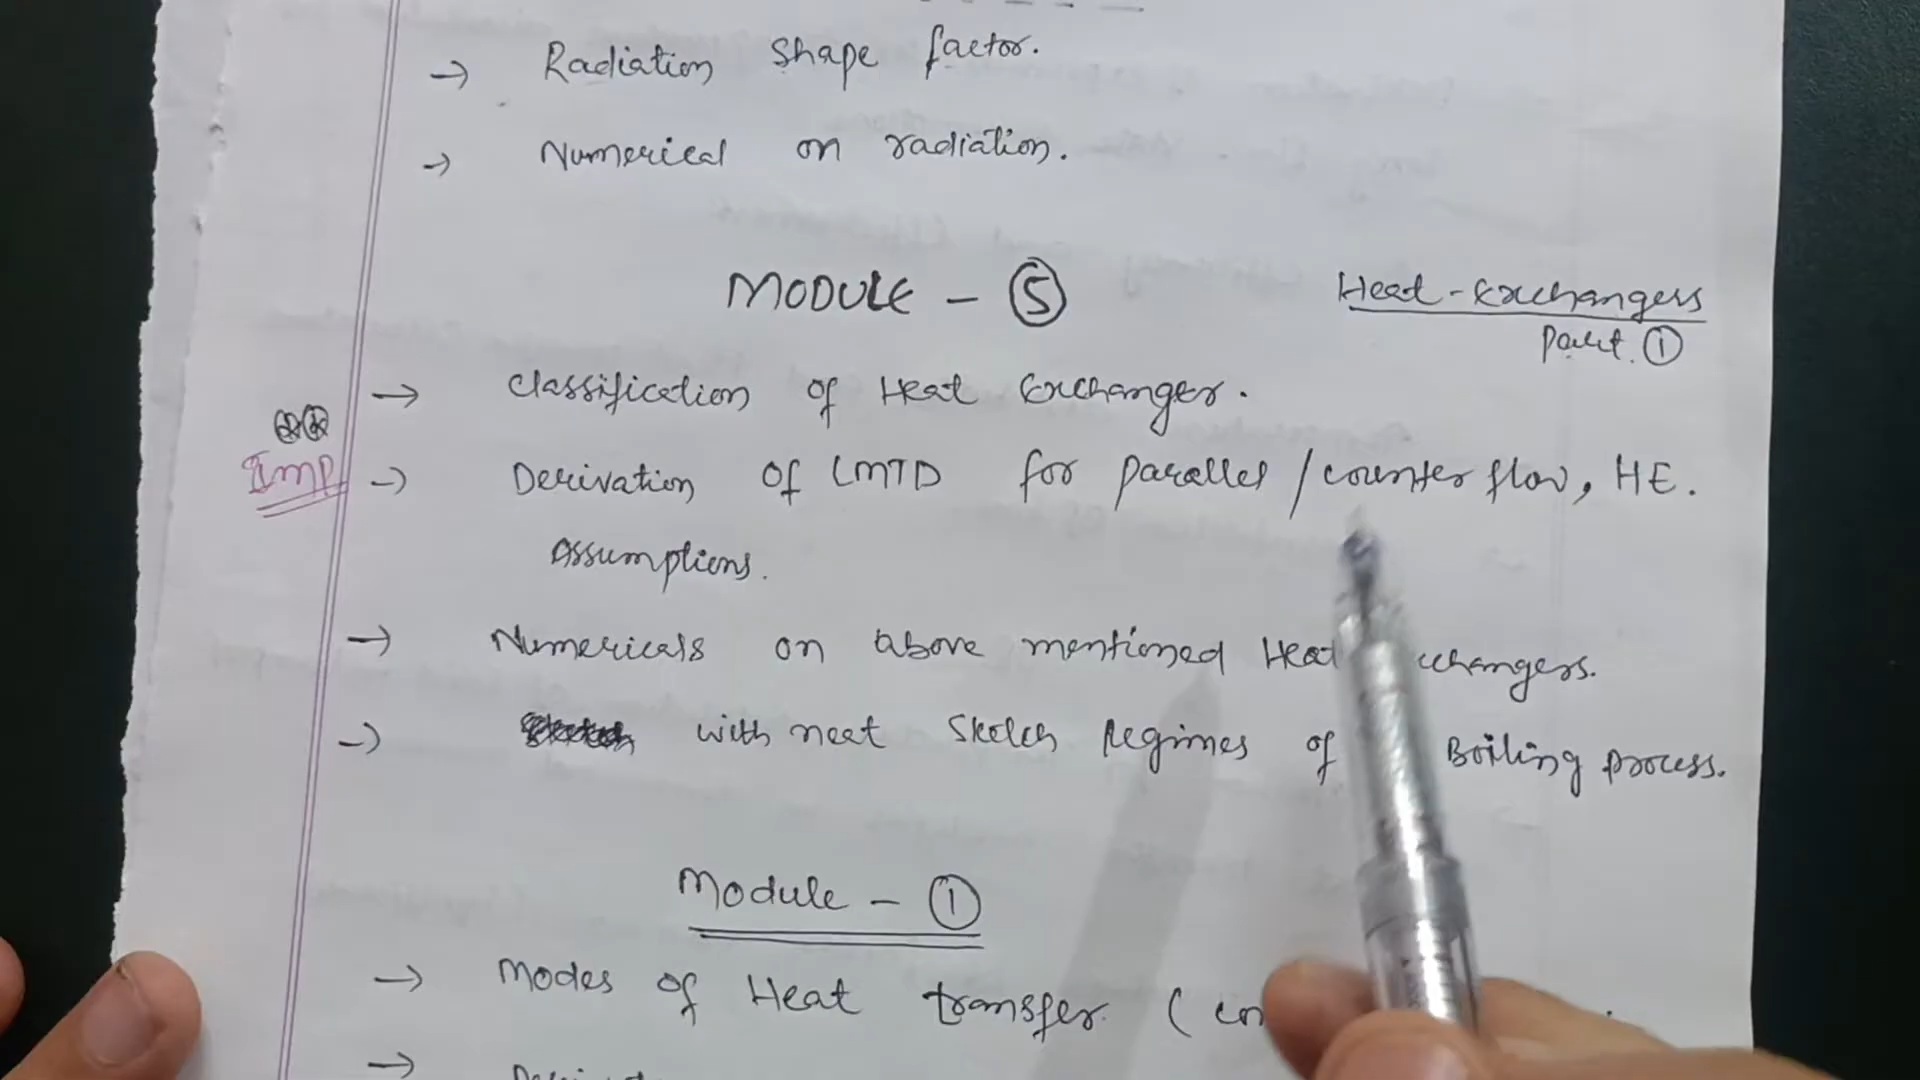 → Radiation shape factor.
→ Numerical on radiation.
MODULE - 5
Heat-Exchangers
Part. 1
→ Classification of Heat Exchanger.
IMP → Derivation of LMTD for parallel / counter flow, HE.
Assumptions.
→ Numericals on above mentioned Heat changers.
→ with neat Sketch Regimes of Boiling process.
Module - 1
→ Modes of Heat transfer (
→